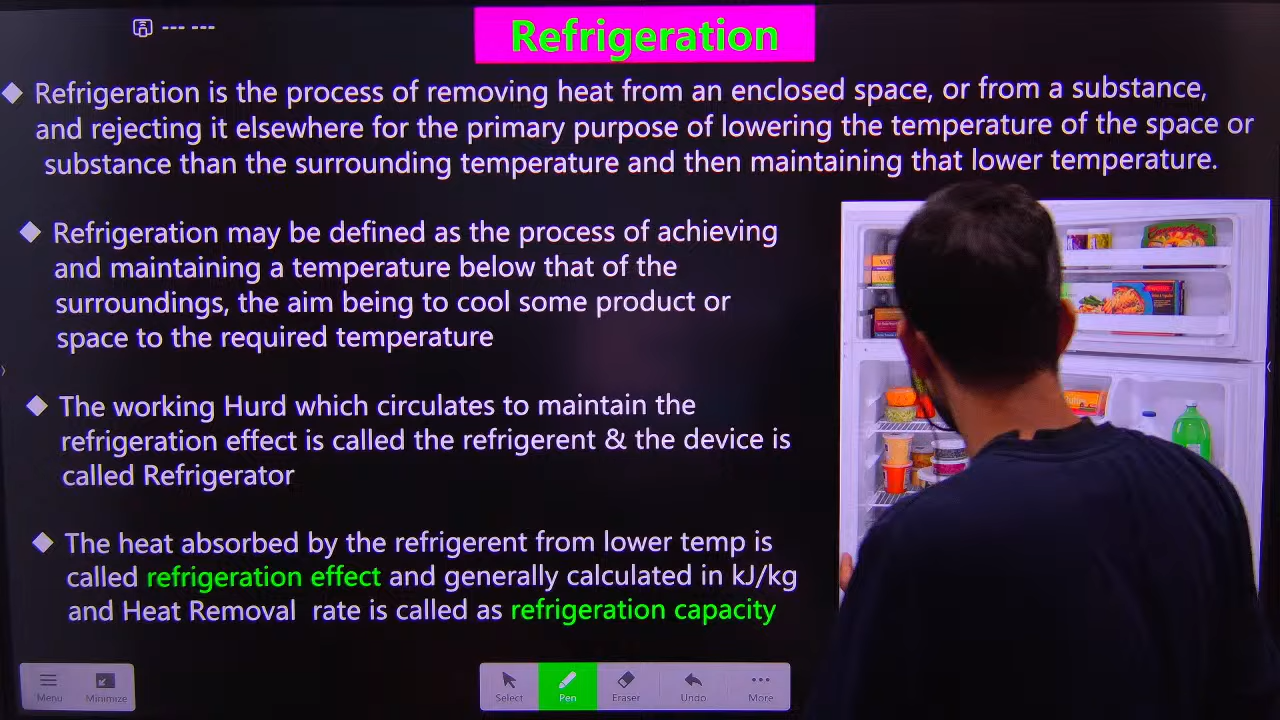 Refrigeration
Refrigeration is the process of removing heat from an enclosed space, or from a substance,
and rejecting it elsewhere for the primary purpose of lowering the temperature of the space or
substance than the surrounding temperature and then maintaining that lower temperature.
Refrigeration may be defined as the process of achieving
and maintaining a temperature below that of the
surroundings, the aim being to cool some product or
space to the required temperature
The working Hurd which circulates to maintain the
refrigeration effect is called the refrigerent & the device is
called Refrigerator
The heat absorbed by the refrigerent from lower temp is
called refrigeration effect and generally calculated in kJ/kg
and Heat Removal rate is called as refrigeration capacity
Menu Minimize Select Pen Eraser Undo More